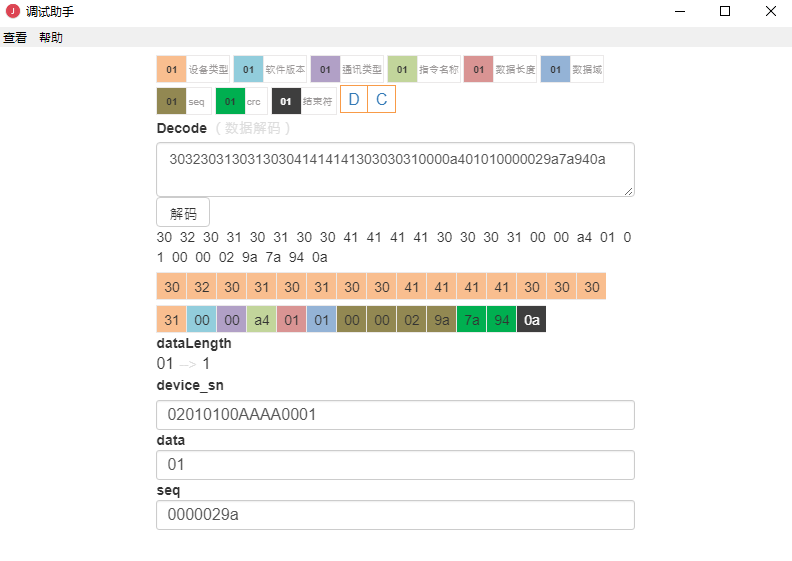 J 调试助手
查看 帮助
01 设备类型 01 软件版本 01 通讯类型 01 指令名称 01 数据长度 01 数据域
01 seq 01 crc 01 结束符 D C
Decode （数据解码）
30323031303130304141414130303031​0000a401010000029a7a940a
解码
30 32 30 31 30 31 30 30 41 41 41 41 30 30 30 31 00 00 a4 01 0
1 00 00 02 9a 7a 94 0a
30 32 30 31 30 31 30 30 41 41 41 41 30 30 30
31 00 00 a4 01 01 00 00 02 9a 7a 94 0a
dataLength
01 --> 1
device_sn
02010100AAAA0001
data
01
seq
0000029a